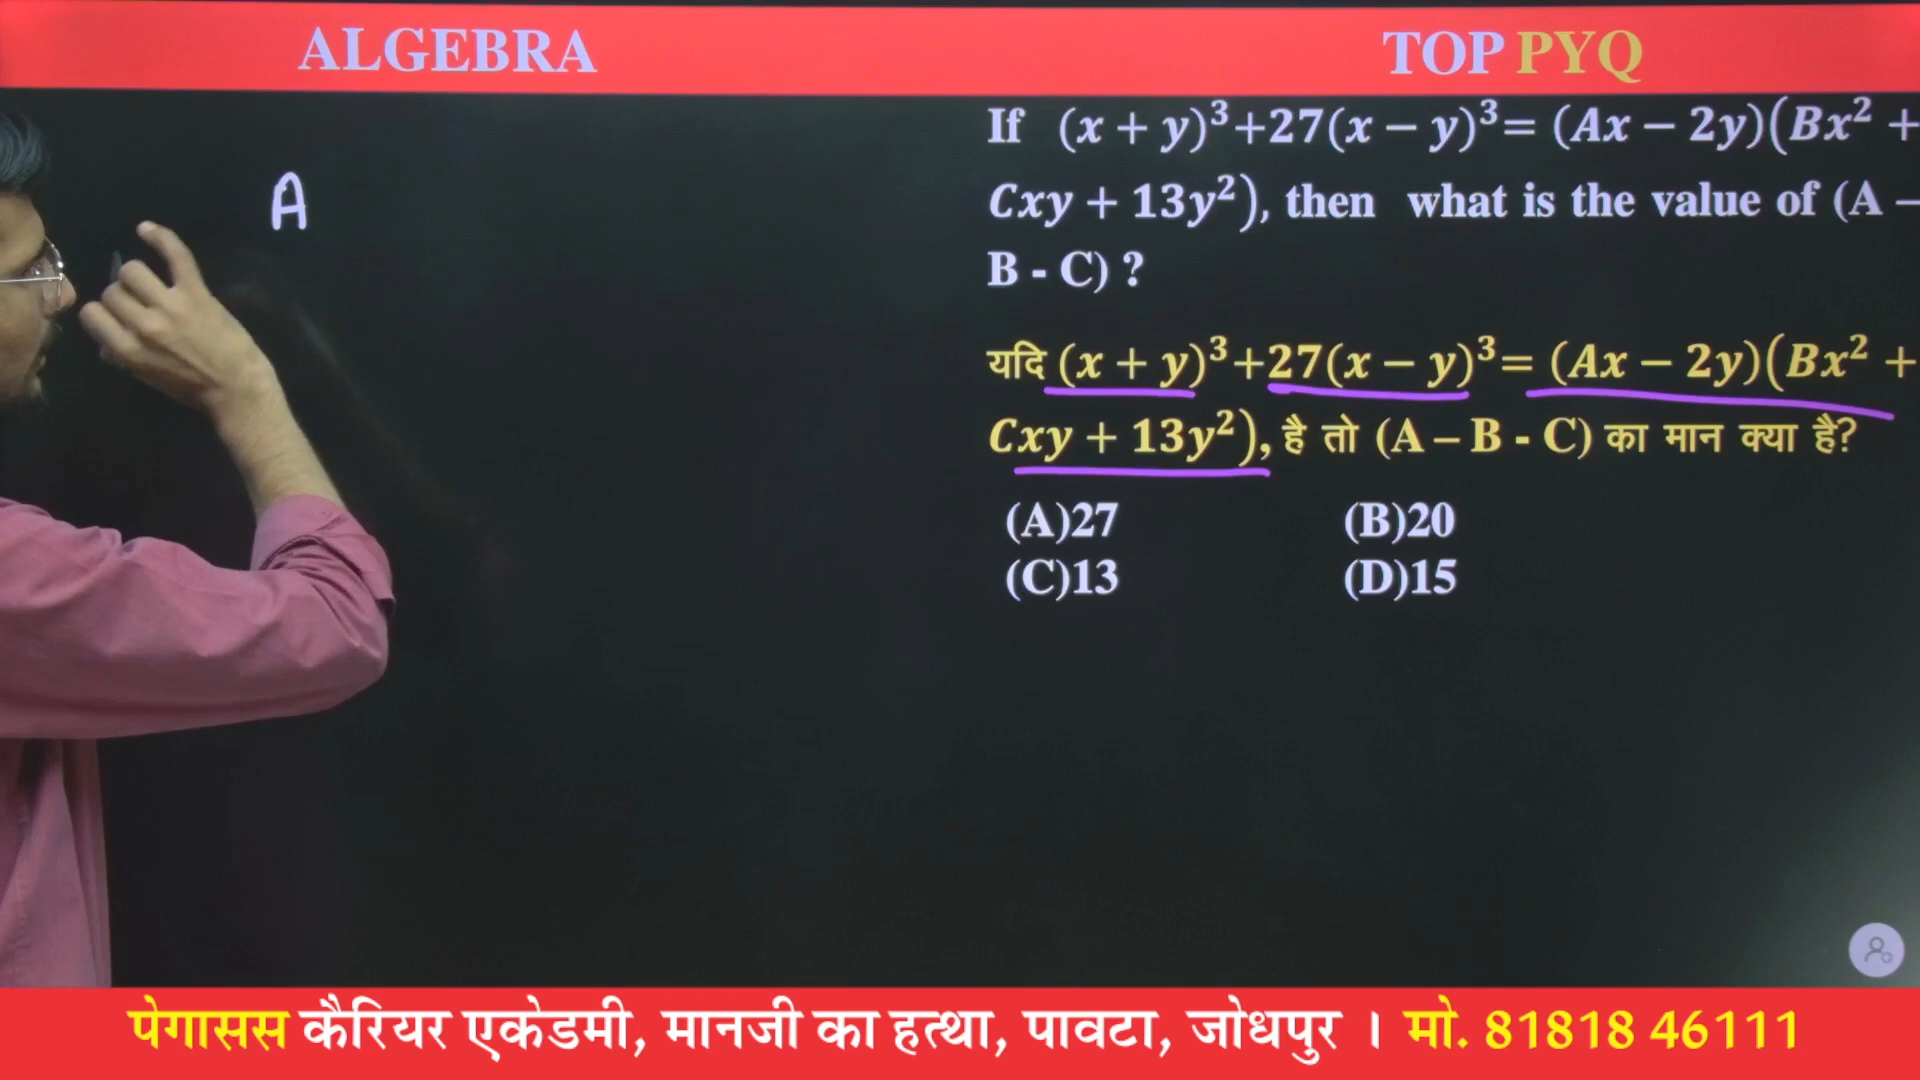 ALGEBRA
TOP PYQ
If (x + y)³+27(x − y)³= (Ax − 2y)(Bx² +
Cxy + 13y²), then what is the value of (A –
B - C) ?
A
यदि (x + y)³+27(x − y)³= (Ax − 2y)(Bx² +
Cxy + 13y²), है तो (A – B - C) का मान क्या है?
(A)27 (B)20
(C)13 (D)15
पेगासस कैरियर एकेडमी, मानजी का हत्था, पावटा, जोधपुर । मो. 81818 46111